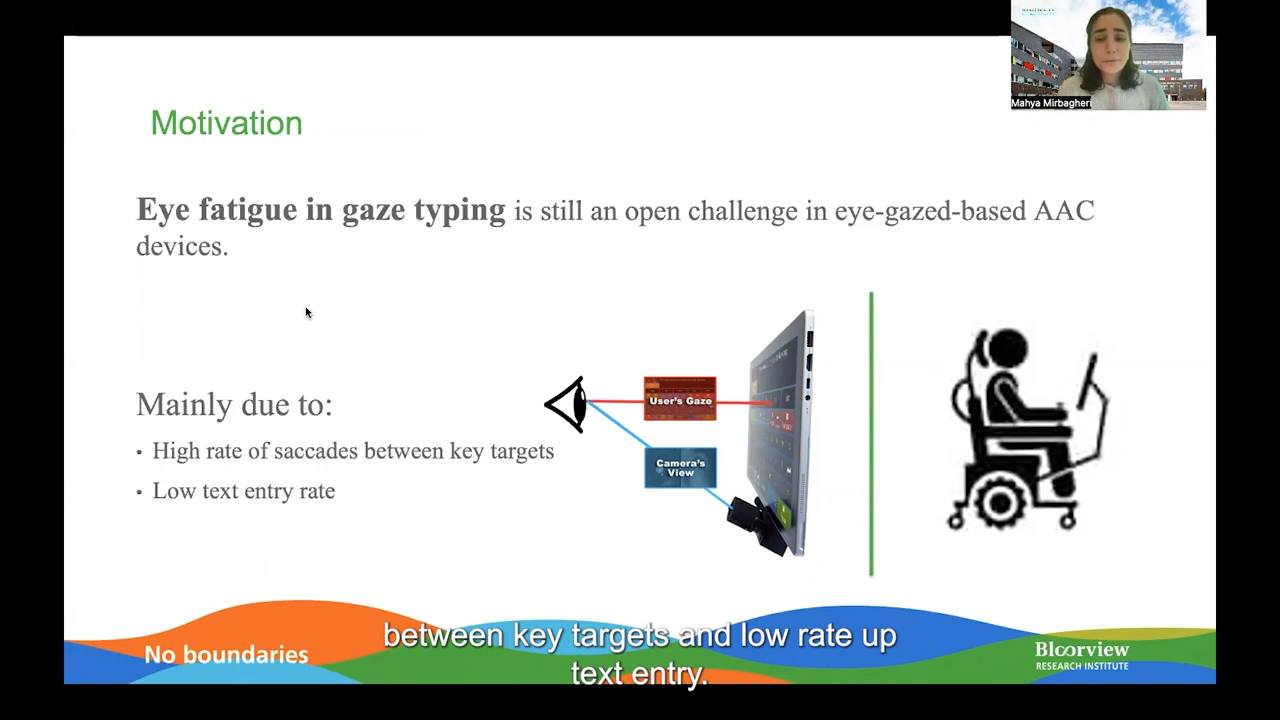 Mahya Mirbagheri
Motivation
Eye fatigue in gaze typing is still an open challenge in eye-gazed-based AAC
devices.
Mainly due to:
• High rate of saccades between key targets
• Low text entry rate
User's Gaze
Camera's
View
No boundaries
between key targets and low rate up
text entry.
Bloorview
RESEARCH INSTITUTE